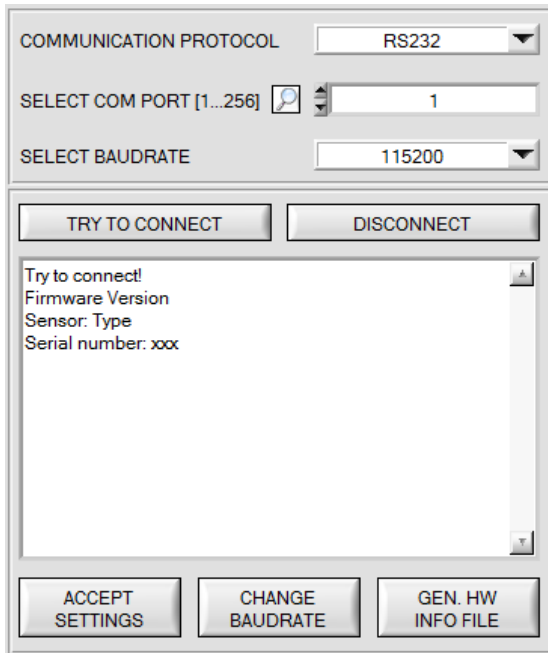 COMMUNICATION PROTOCOL RS232
SELECT COM PORT [1...256] 1
SELECT BAUDRATE 115200
TRY TO CONNECT DISCONNECT
Try to connect!
Firmware Version
Sensor: Type
Serial number: xxx
ACCEPT SETTINGS
CHANGE BAUDRATE
GEN. HW INFO FILE